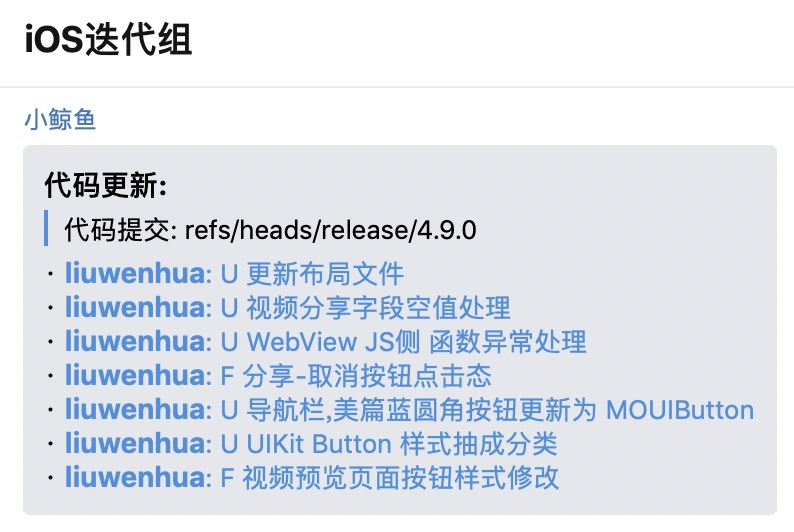 iOS迭代组
小鲸鱼
代码更新:
代码提交: refs/heads/release/4.9.0
· liuwenhua: U 更新布局文件
· liuwenhua: U 视频分享字段空值处理
· liuwenhua: U WebView JS侧 函数异常处理
· liuwenhua: F 分享-取消按钮点击态
· liuwenhua: U 导航栏,美篇蓝圆角按钮更新为 MOUIButton
· liuwenhua: U UIKit Button 样式抽成分类
· liuwenhua: F 视频预览页面按钮样式修改